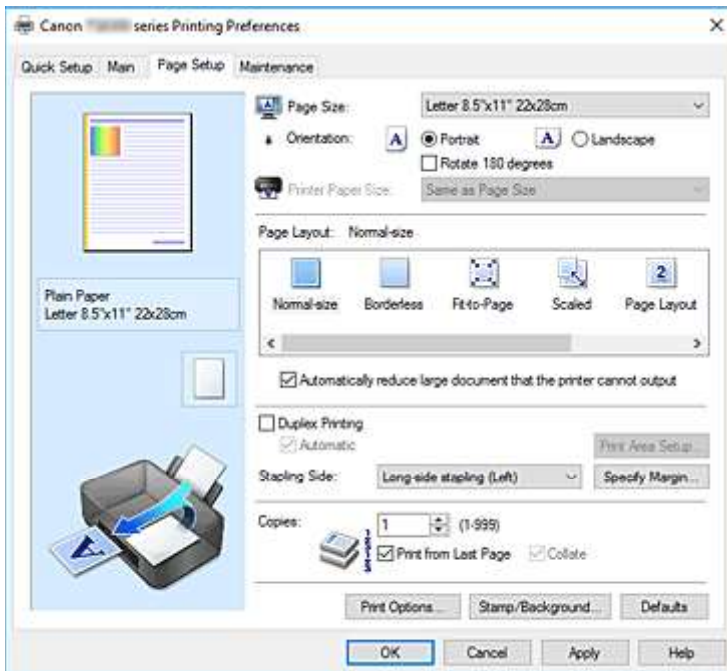 Canon series Printing Preferences
Quick Setup Main Page Setup Maintenance
Page Size: Letter 8.5"x11" 22x28cm
Orientation: A Portrait A Landscape
Rotate 180 degrees
Printer Paper Size: Same as Page Size
Page Layout: Normal-size
2
Normal-size Borderless Fit-to-Page Scaled Page Layout
Automatically reduce large document that the printer cannot output
Plain Paper
Letter 8.5"x11" 22x28cm
Duplex Printing
Automatic Print Area Setup...
Stapling Side: Long-side stapling (Left) Specify Margin...
Copies: 1 (1-999)
Print from Last Page Collate
A
Print Options... Stamp/Background... Defaults
OK Cancel Apply Help